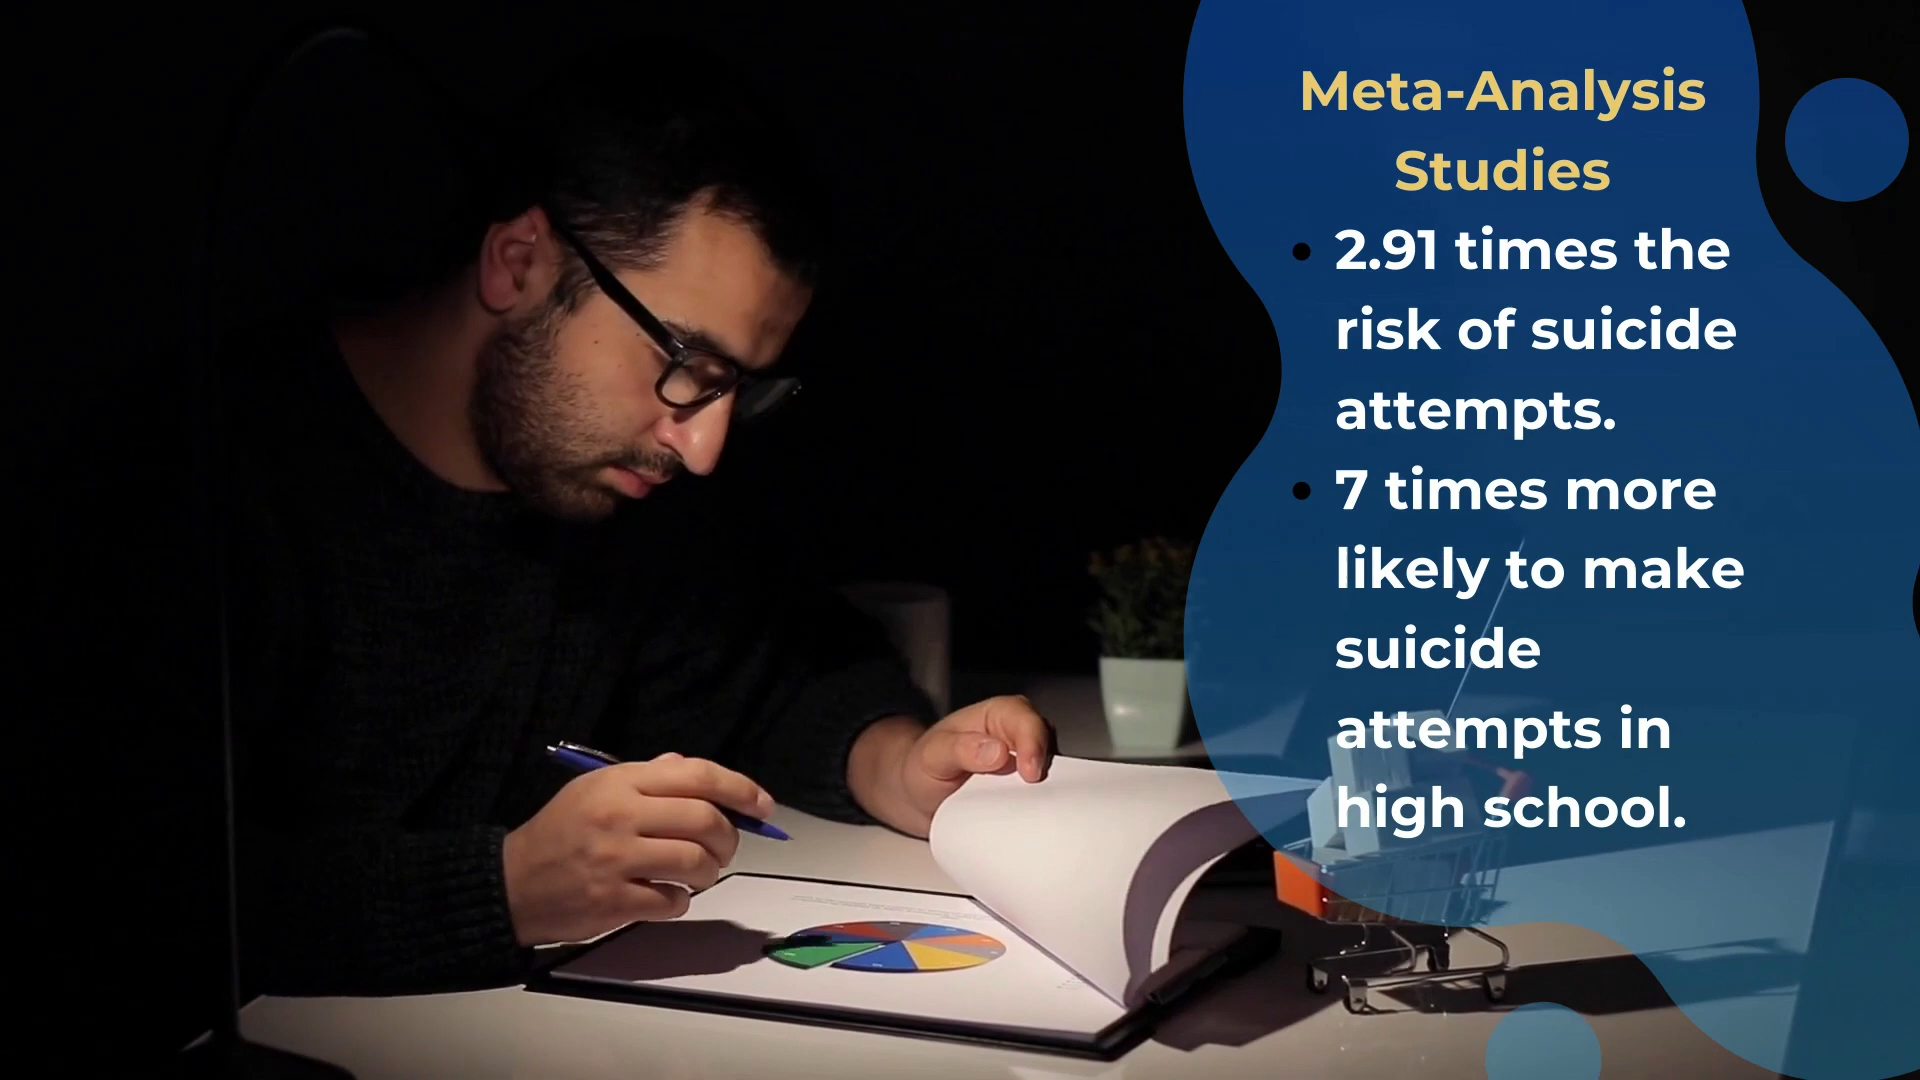 Meta-Analysis
Studies
• 2.91 times the
risk of suicide
attempts.
• 7 times more
likely to make
suicide
attempts in
high school.